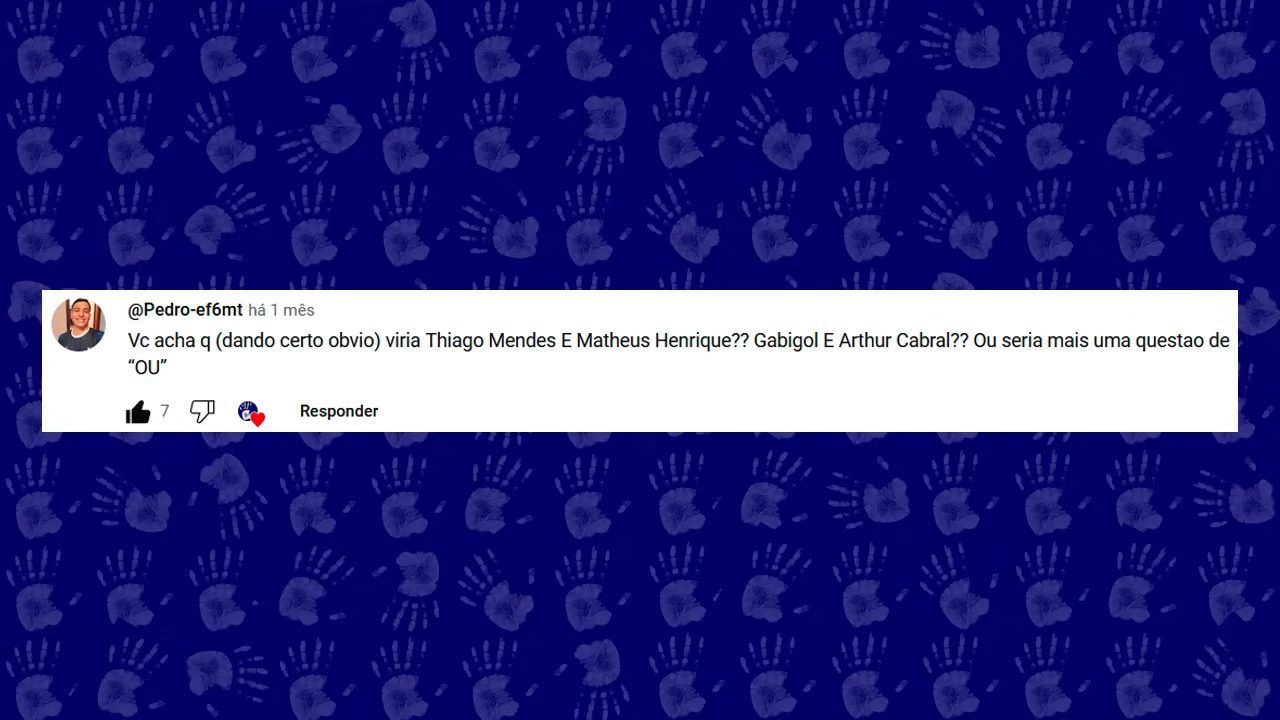 @Pedro-ef6mt há 1 mês
Vc acha q (dando certo obvio) viria Thiago Mendes E Matheus Henrique?? Gabigol E Arthur Cabral?? Ou seria mais uma questao de
“OU”
7 Responder